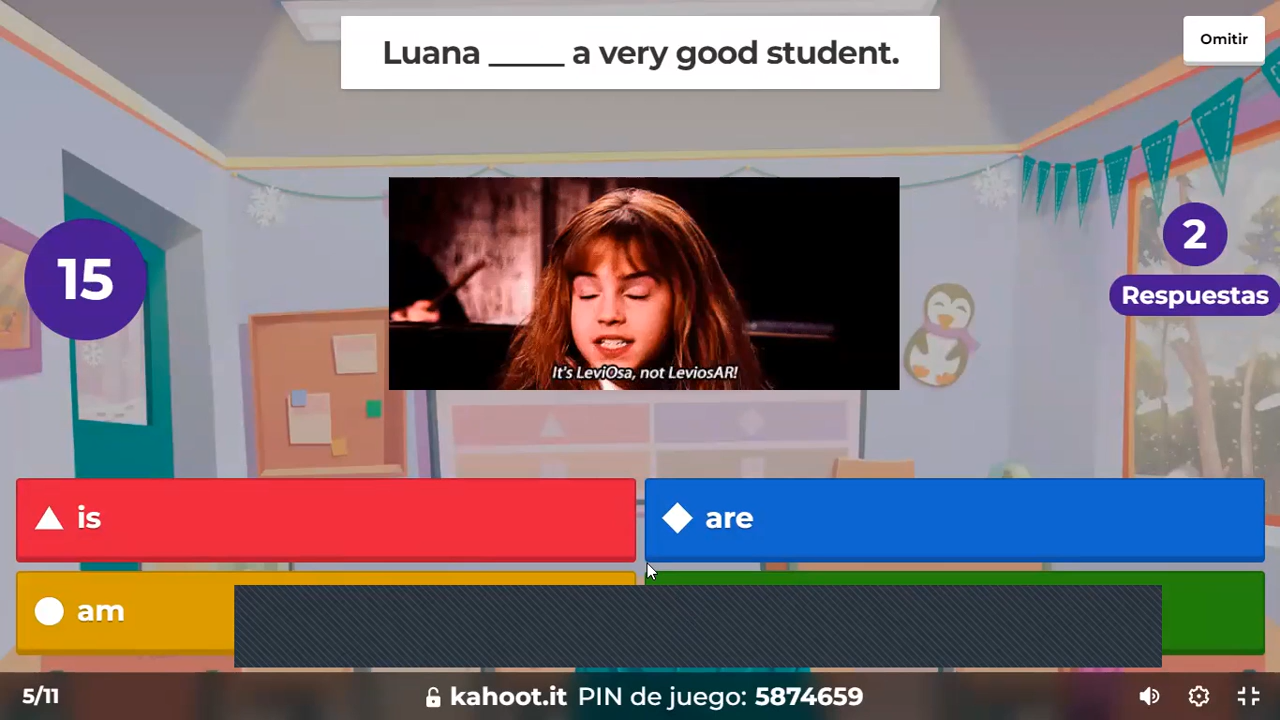 Luana _____ a very good student.
Omitir
15
2
Respuestas
It's LeviOsa, not LeviosAR!
is
are
am
5/11
kahoot.it PIN de juego: 5874659